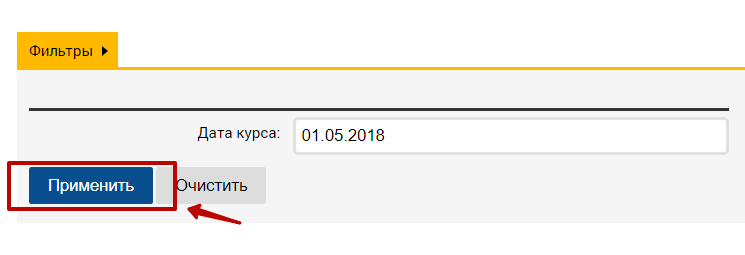 Фильтры
Дата курса: 01.05.2018
Применить Очистить